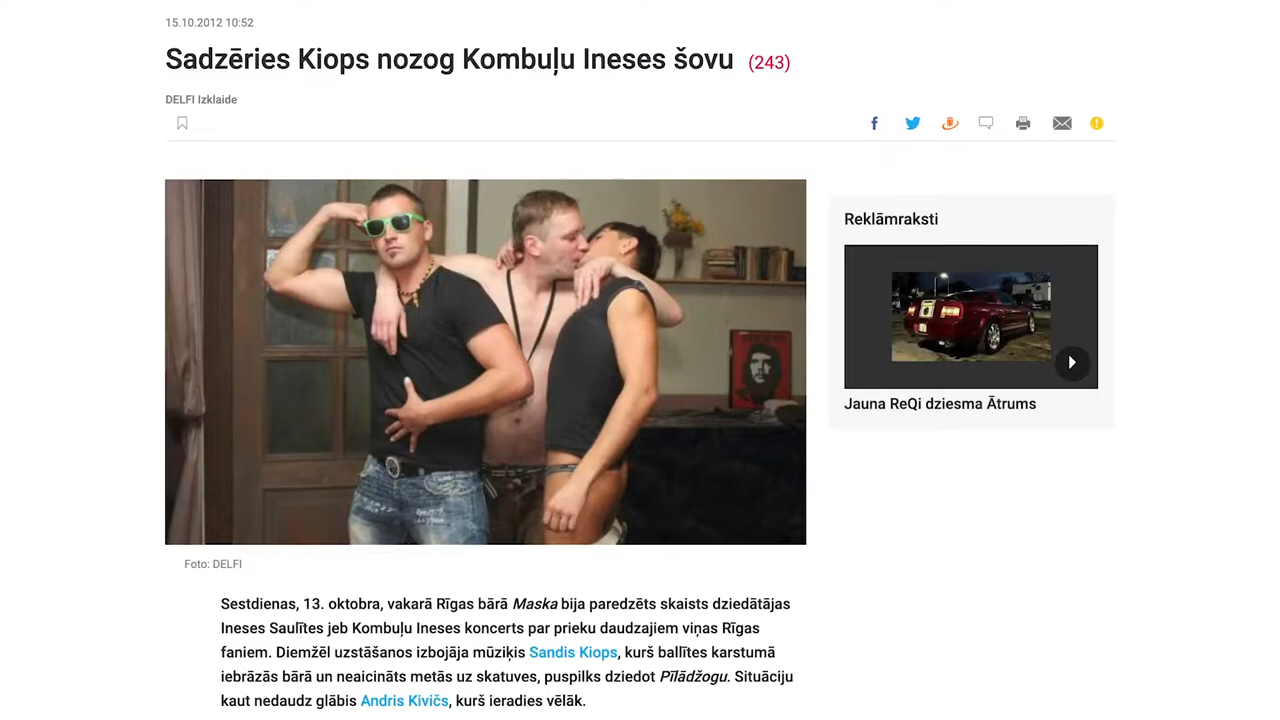 15.10.2012 10:52
Sadzēries Kiops nozog Kombuļu Ineses šovu (243)
DELFI Izklaide
Reklāmraksti
Jauna ReQi dziesma Ātrums
Foto: DELFI
Sestdienas, 13. oktobra, vakarā Rīgas bārā Maska bija paredzēts skaists dziedātājas
Ineses Saulītes jeb Kombuļu Ineses koncerts par prieku daudzajiem viņas Rīgas
faniem. Diemžēl uzstāšanos izbojāja mūziķis Sandis Kiops, kurš ballītes karstumā
iebrāzās bārā un neaicināts metās uz skatuves, puspilks dziedot Pīlādžogu. Situāciju
kaut nedaudz glābis Andris Kivičs, kurš ieradies vēlāk.